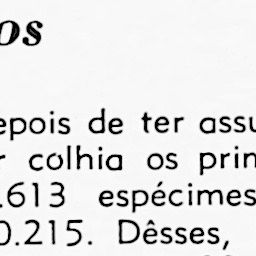 os
epois de ter assu
r colhia os prin
.613 espécimes
0.215. Dêsses,